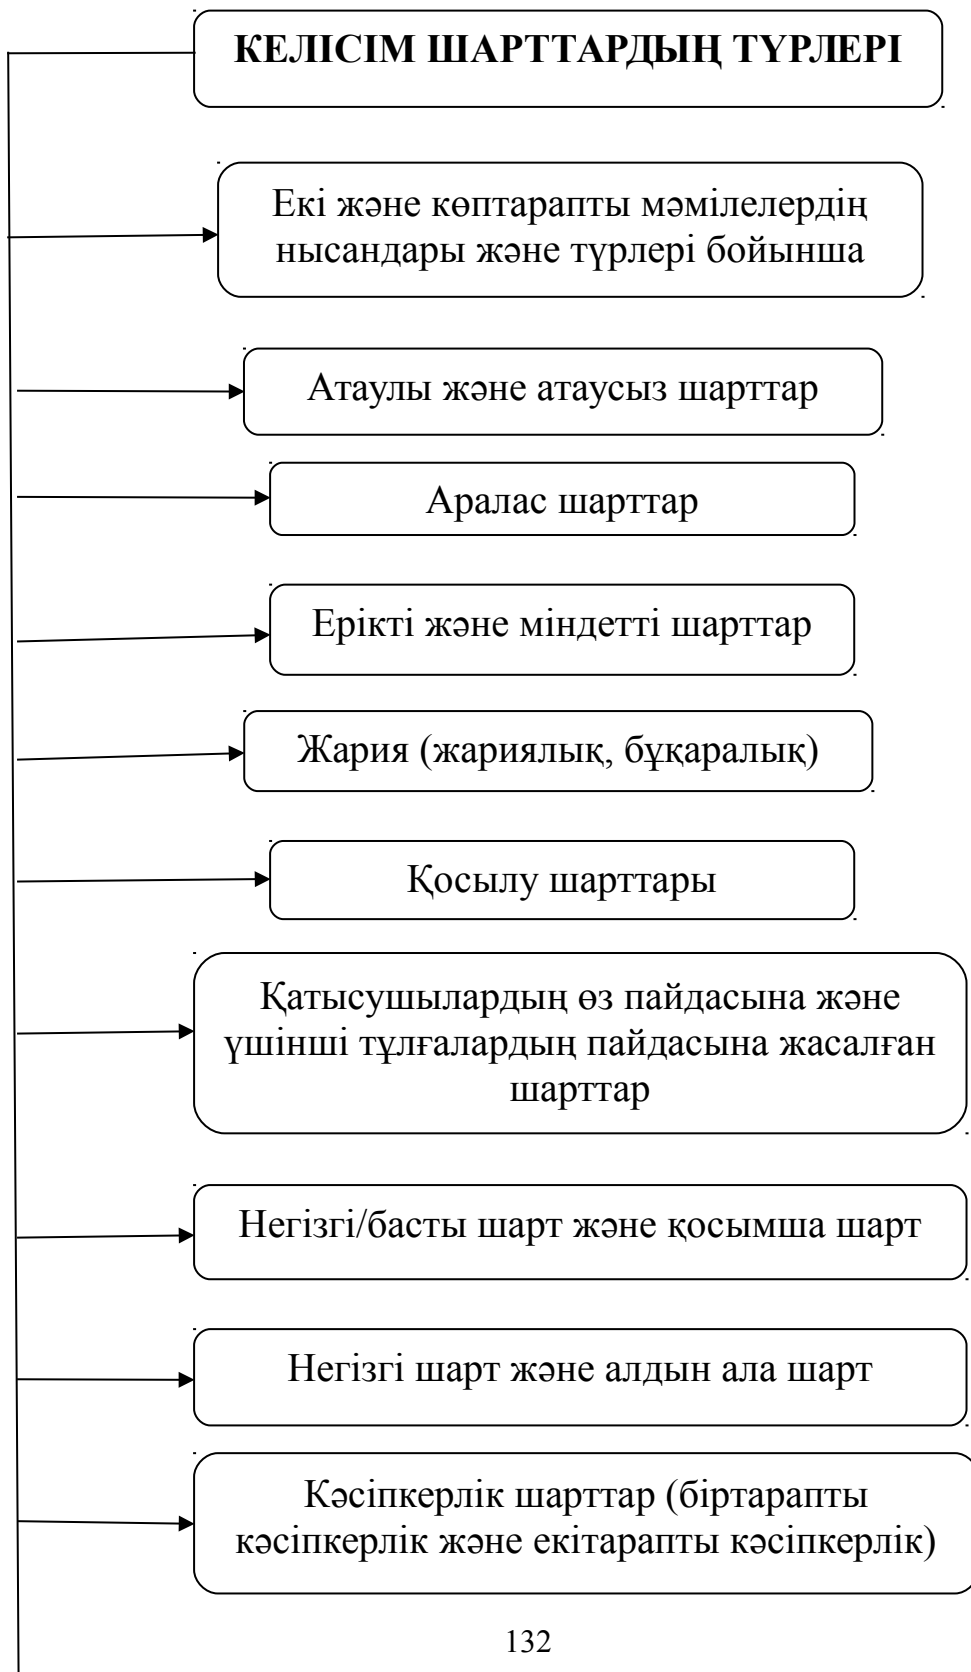 КЕЛІСІМ ШАРТТАРДЫҢ ТҮРЛЕРІ
Екі және көптарапты мәмілелердің
нысандары және түрлері бойынша
Атаулы және атаусыз шарттар
Аралас шарттар
Ерікті және міндетті шарттар
Жария (жариялық, бұқаралық)
Қосылу шарттары
Қатысушылардың өз пайдасына және
үшінші тұлғалардың пайдасына жасалған
шарттар
Негізгі/басты шарт және қосымша шарт
Негізгі шарт және алдын ала шарт
Кәсіпкерлік шарттар (біртарапты
кәсіпкерлік және екітарапты кәсіпкерлік)
132